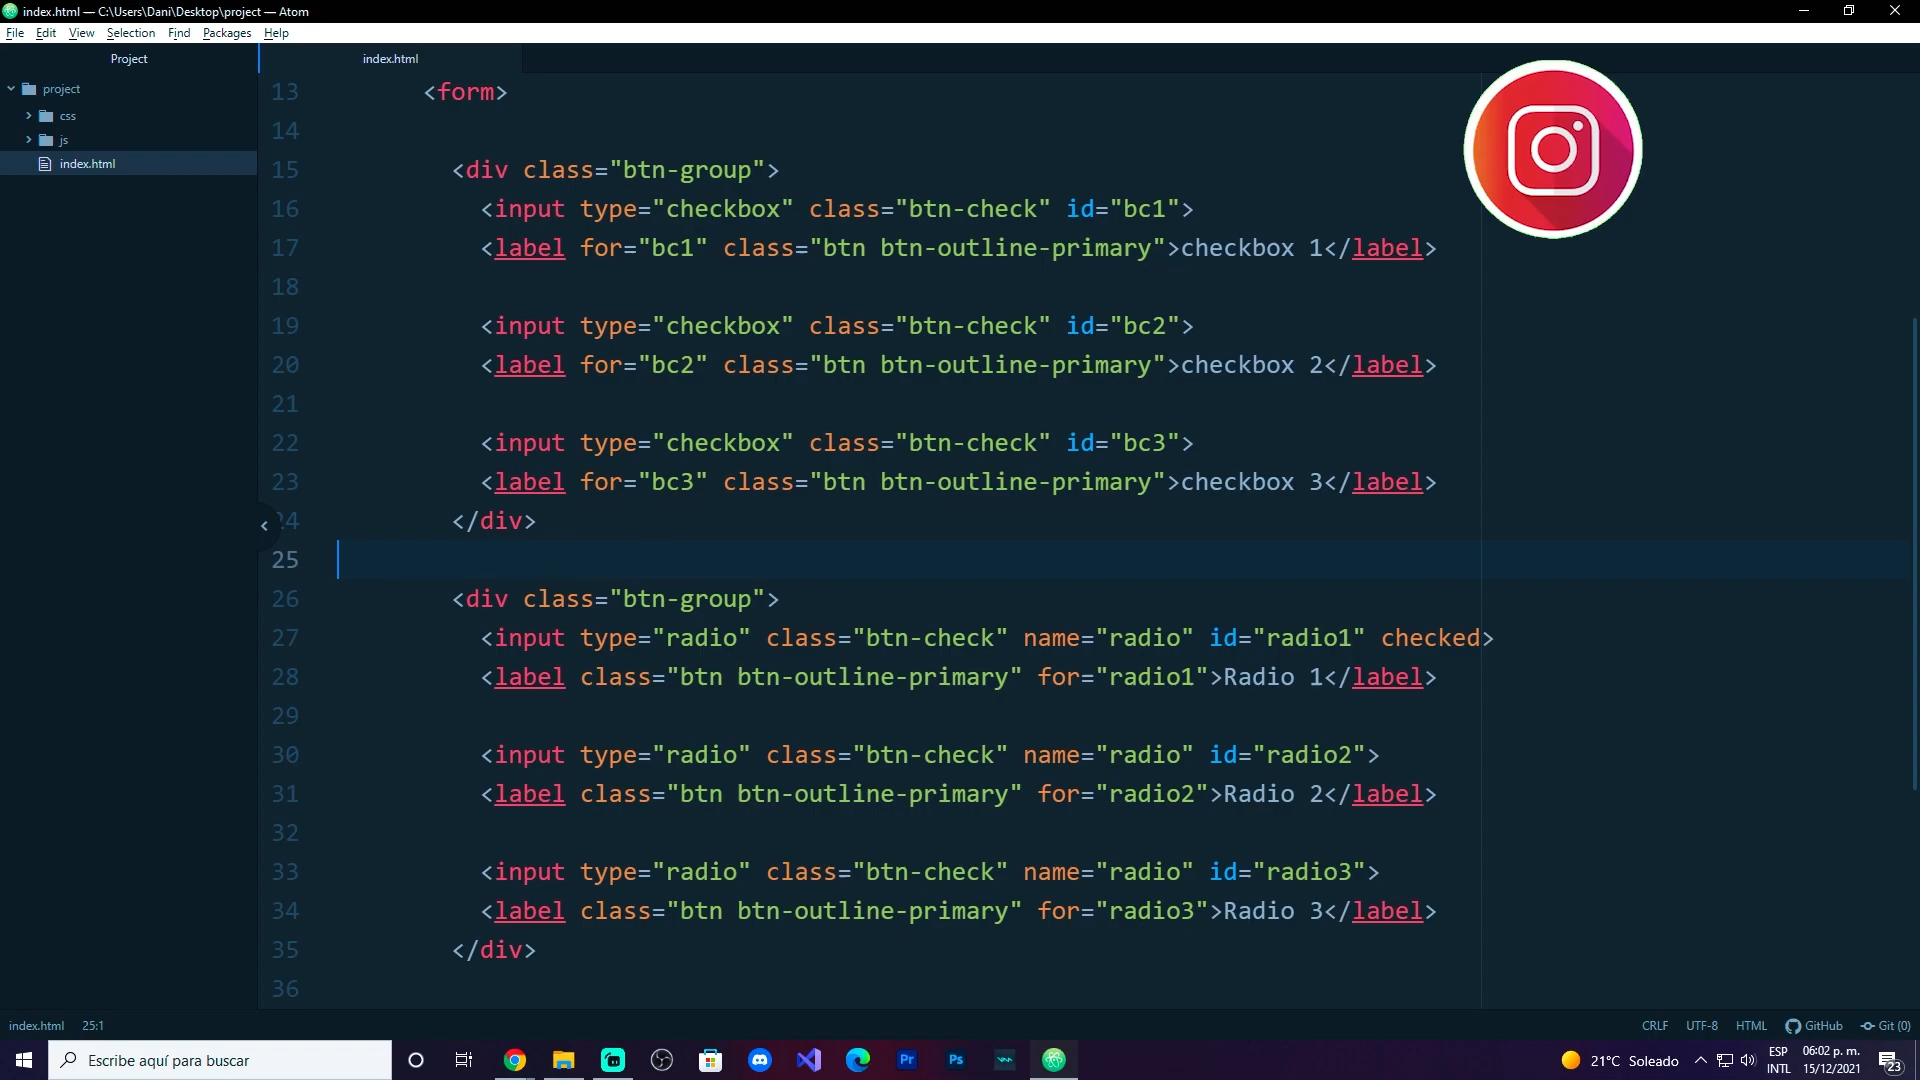 index.html — C:\Users\Dani\Desktop\project — Atom
File Edit View Selection Find Packages Help
Project
index.html
project
css
js
index.html
13 <form>
14
15 <div class="btn-group">
16 <input type="checkbox" class="btn-check" id="bc1">
17 <label for="bc1" class="btn btn-outline-primary">checkbox 1</label>
18
19 <input type="checkbox" class="btn-check" id="bc2">
20 <label for="bc2" class="btn btn-outline-primary">checkbox 2</label>
21
22 <input type="checkbox" class="btn-check" id="bc3">
23 <label for="bc3" class="btn btn-outline-primary">checkbox 3</label>
24 </div>
25
26 <div class="btn-group">
27 <input type="radio" class="btn-check" name="radio" id="radio1" checked>
28 <label class="btn btn-outline-primary" for="radio1">Radio 1</label>
29
30 <input type="radio" class="btn-check" name="radio" id="radio2">
31 <label class="btn btn-outline-primary" for="radio2">Radio 2</label>
32
33 <input type="radio" class="btn-check" name="radio" id="radio3">
34 <label class="btn btn-outline-primary" for="radio3">Radio 3</label>
35 </div>
36
index.html 25:1 CRLF UTF-8 HTML GitHub Git (0)
Escribe aquí para buscar
Pr
Ps
21°C Soleado
ESP
INTL
06:02 p. m.
15/12/2021
23